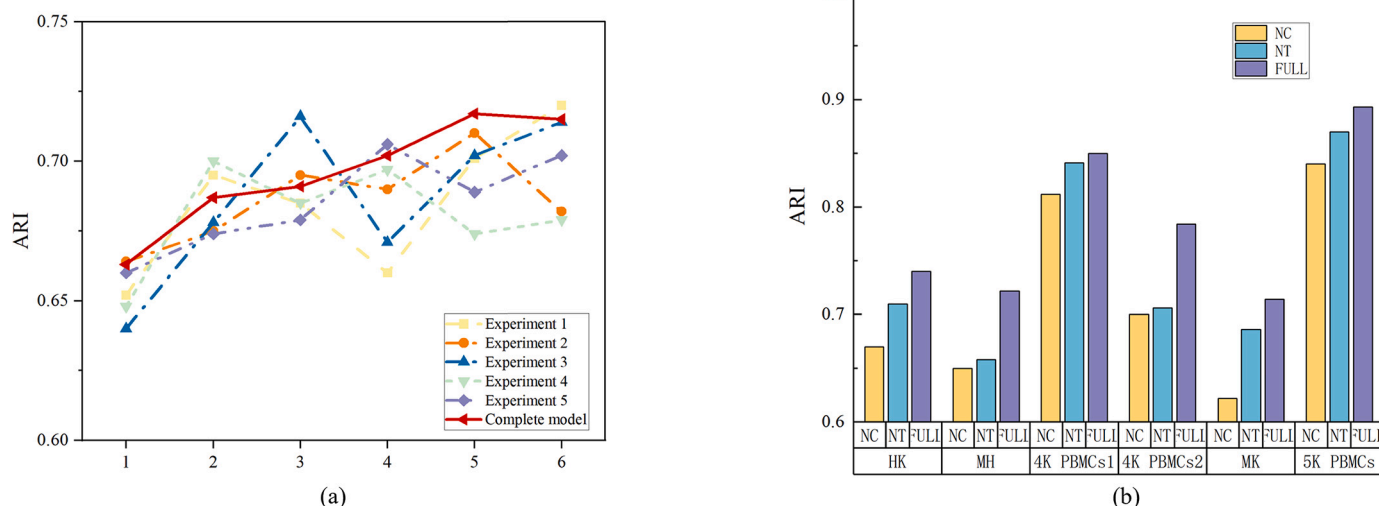 0.75
0.70
0.65
0.60
ARI
Experiment 1
Experiment 2
Experiment 3
Experiment 4
Experiment 5
Complete model
1 2 3 4 5 6
(a)
NC
NT
FULL
0.9
0.8
0.7
0.6
ARI
NC NT FULL NC NT FULL NC NT FULL NC NT FULL NC NT FULL NC NT FULL
HK MH 4K PBMCs1 4K PBMCs2 MK 5K PBMCs
(b)